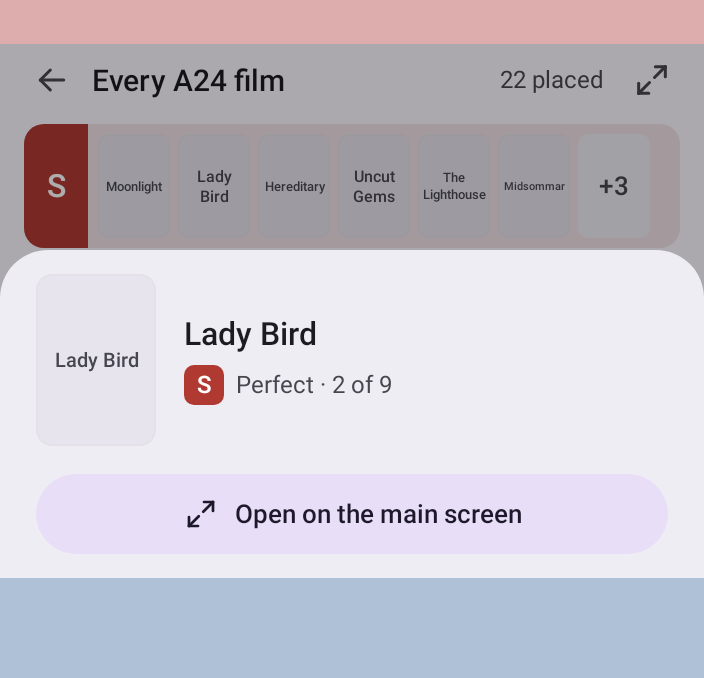 Every A24 film
22 placed
S
Moonlight
Lady
Bird
Hereditary
Uncut
Gems
The
Lighthouse
Midsommar
+3
Lady Bird
Lady Bird
S
Perfect · 2 of 9
Open on the main screen